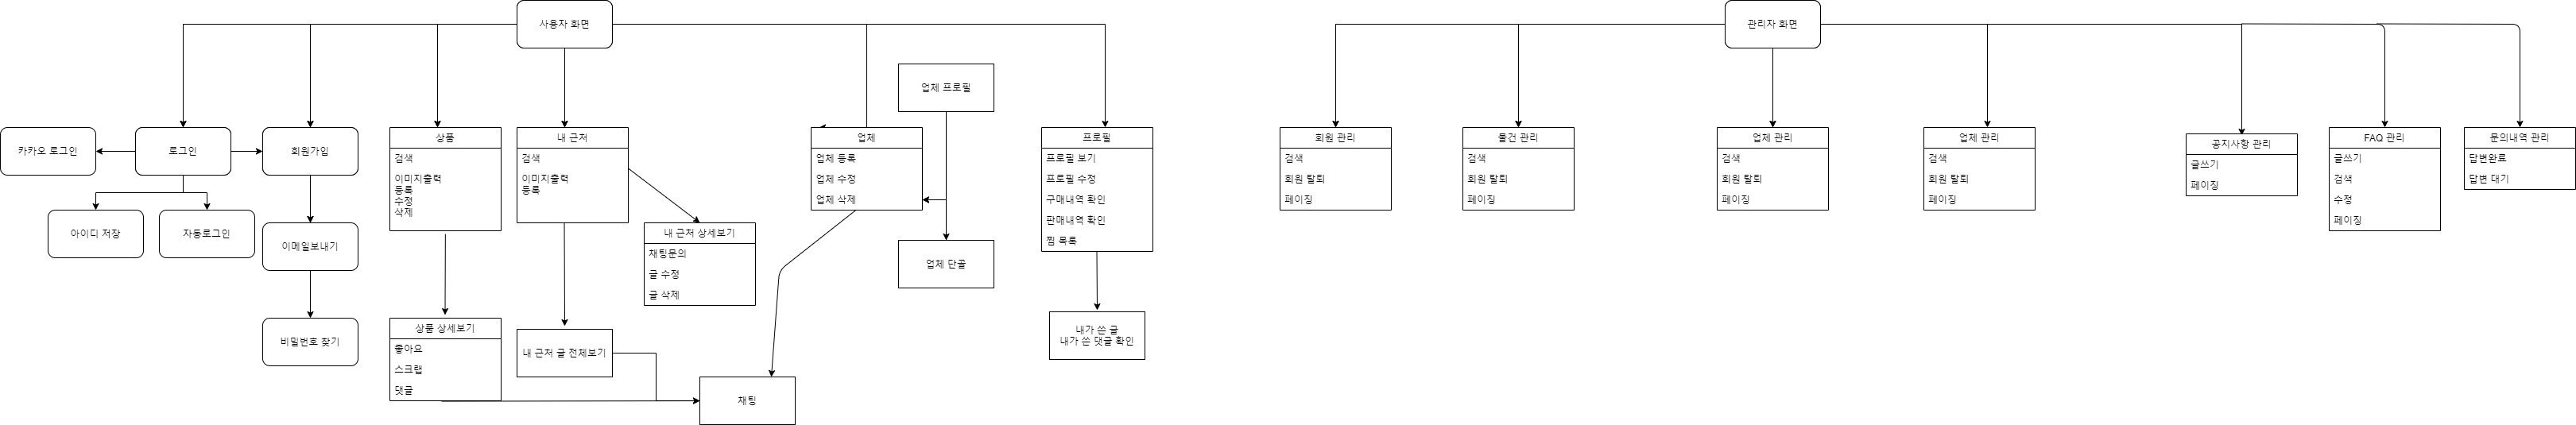 사용자 화면
관리자 화면
업체 프로필
카카오 로그인
로그인
회원가입
아이디 저장
자동로그인
이메일보내기
비밀번호 찾기
상품
검색
이미지출력
등록
수정
삭제
상품 상세보기
좋아요
스크랩
댓글
내 근처
검색
이미지출력
등록
내 근처 상세보기
채팅문의
글 수정
글 삭제
내 근처 글 전체보기
채팅
업체
업체 등록
업체 수정
업체 삭제
업체 단골
프로필
프로필 보기
프로필 수정
구매내역 확인
판매내역 확인
찜 목록
내가 쓴 글
내가 쓴 댓글 확인
회원 관리
검색
회원 탈퇴
페이징
물건 관리
검색
회원 탈퇴
페이징
업체 관리
검색
회원 탈퇴
페이징
업체 관리
검색
회원 탈퇴
페이징
공지사항 관리
글쓰기
페이징
FAQ 관리
글쓰기
검색
수정
페이징
문의내역 관리
답변완료
답변 대기